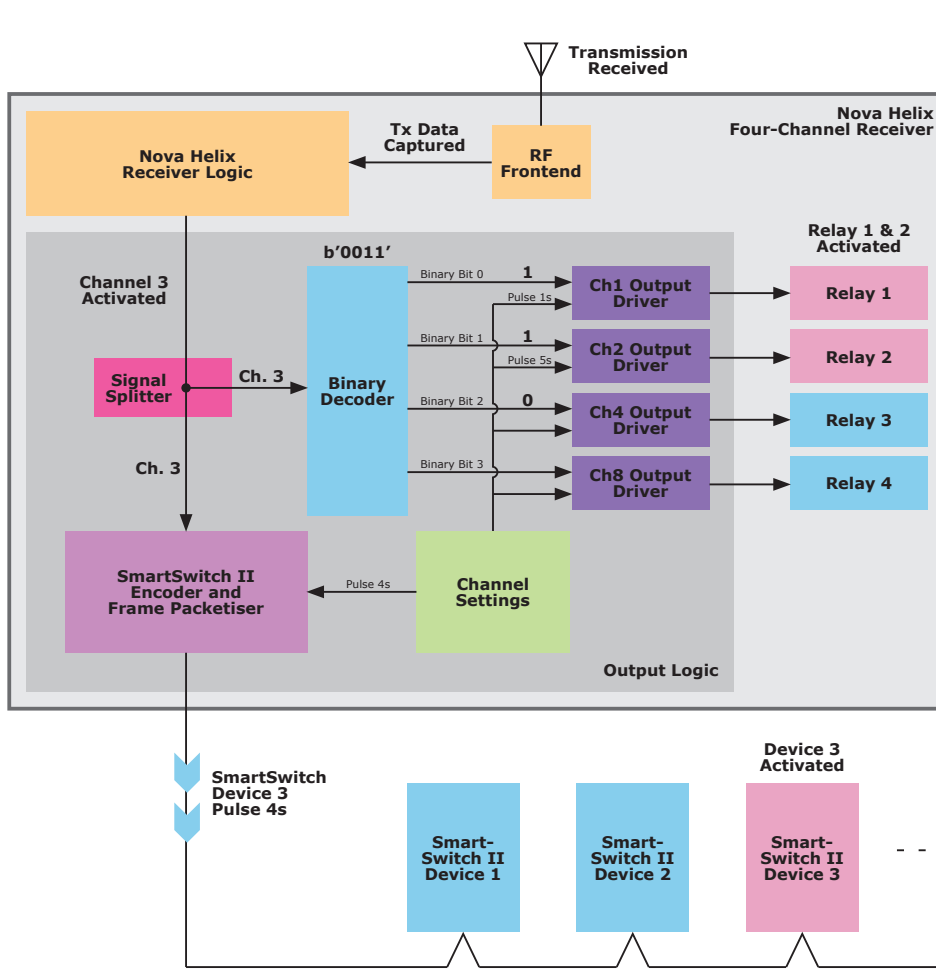 Transmission
Received
Nova Helix
Four-Channel Receiver
Nova Helix
Receiver Logic
Tx Data
Captured
RF
Frontend
Relay 1 & 2
Activated
b’0011’
Channel 3
Activated
Binary Bit 0
1
Pulse 1s
Ch1 Output
Driver
Relay 1
Binary Bit 1
1
Pulse 5s
Ch2 Output
Driver
Relay 2
Signal
Splitter
Ch. 3
Binary
Decoder
Binary Bit 2
0
Ch4 Output
Driver
Relay 3
Ch. 3
Binary Bit 3
Ch8 Output
Driver
Relay 4
SmartSwitch II
Encoder and
Frame Packetiser
Pulse 4s
Channel
Settings
Output Logic
SmartSwitch
Device 3
Pulse 4s
Device 3
Activated
Smart-
Switch II
Device 1
Smart-
Switch II
Device 2
Smart-
Switch II
Device 3